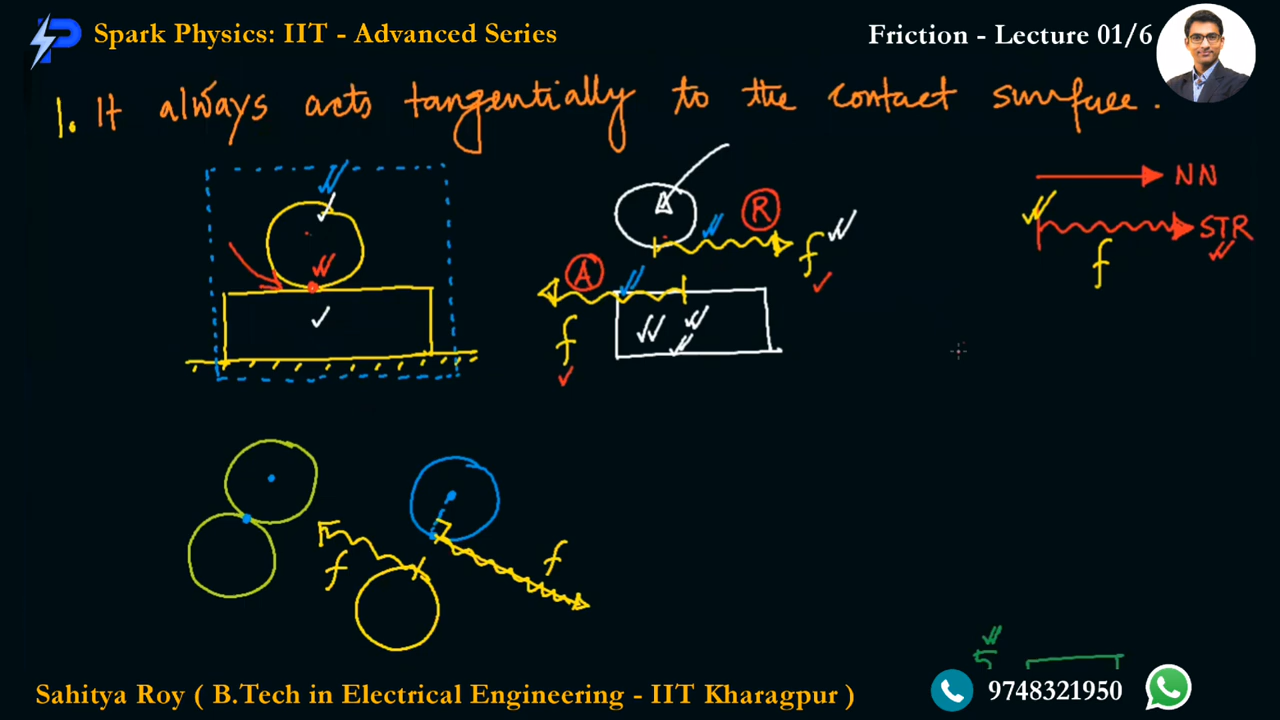 Spark Physics: IIT - Advanced Series
Friction - Lecture 01/6
1. It always acts tangentially to the contact surface.
R
NN
f
STR
A
f
f
f
f
Sahitya Roy ( B.Tech in Electrical Engineering - IIT Kharagpur )
9748321950